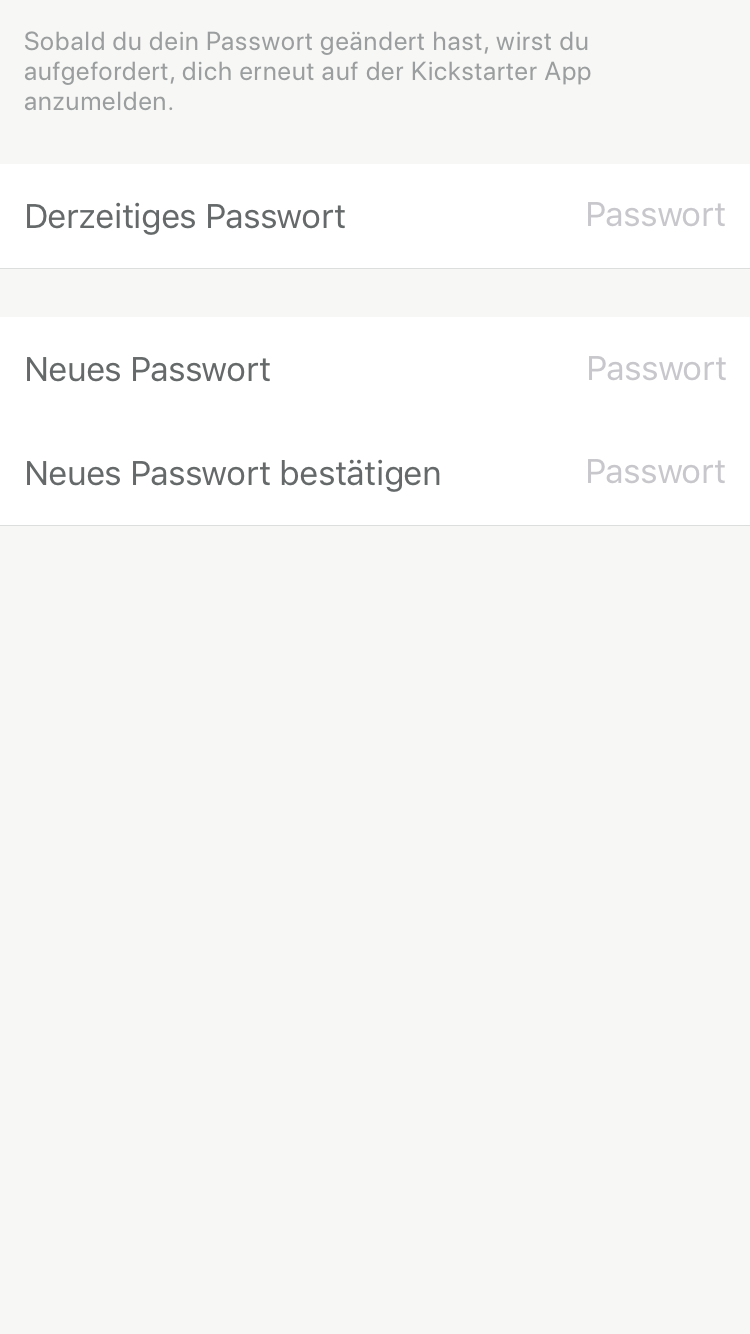 Sobald du dein Passwort geändert hast, wirst du
aufgefordert, dich erneut auf der Kickstarter App
anzumelden.
Derzeitiges Passwort Passwort
Neues Passwort Passwort
Neues Passwort bestätigen Passwort